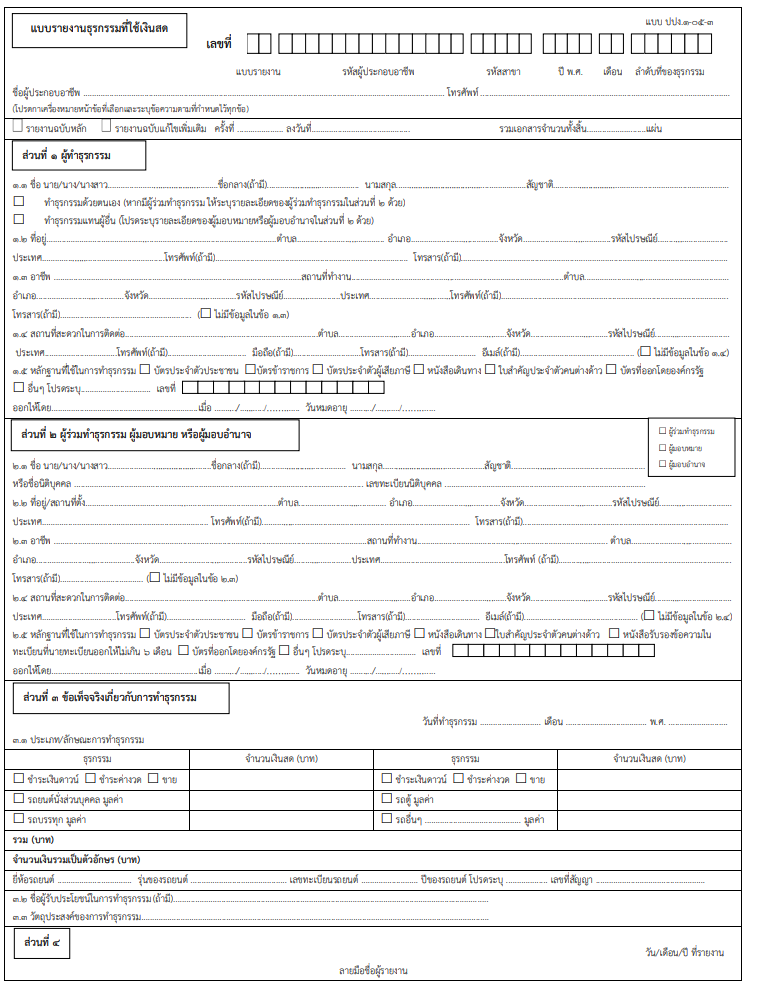 แบบ ปปง.๑-๐๕-๓
แบบรายงานธุรกรรมที่ใช้เงินสด
เลขที่
แบบรายงาน รหัสผู้ประกอบอาชีพ รหัสสาขา ปี พ.ศ. เดือน ลำดับที่ของธุรกรรม
ชื่อผู้ประกอบอาชีพ ........ โทรศัพท์ ........
(โปรดกาเครื่องหมายหน้าข้อที่เลือกและระบุข้อความตามที่กำหนดไว้ทุกข้อ)
☐ รายงานฉบับหลัก ☐ รายงานฉบับแก้ไขเพิ่มเติม ครั้งที่ ........ ลงวันที่........ รวมเอกสารจำนวนทั้งสิ้น........แผ่น
ส่วนที่ ๑ ผู้ทำธุรกรรม
๑.๑ ชื่อ นาย/นาง/นางสาว........ชื่อกลาง(ถ้ามี)........ นามสกุล........สัญชาติ........
☐ ทำธุรกรรมด้วยตนเอง (หากมีผู้ร่วมทำธุรกรรม ให้ระบุรายละเอียดของผู้ร่วมทำธุรกรรมในส่วนที่ ๒ ด้วย)
☐ ทำธุรกรรมแทนผู้อื่น (โปรดระบุรายละเอียดของผู้มอบหมายหรือผู้มอบอำนาจในส่วนที่ ๒ ด้วย)
๑.๒ ที่อยู่........ตำบล........ อำเภอ........จังหวัด........ รหัสไปรษณีย์........
ประเทศ........โทรศัพท์(ถ้ามี)........ โทรสาร(ถ้ามี)........
๑.๓ อาชีพ ........สถานที่ทำงาน........ตำบล........
อำเภอ........จังหวัด........รหัสไปรษณีย์........ประเทศ........โทรศัพท์(ถ้ามี)........
โทรสาร(ถ้ามี)........ (☐ ไม่มีข้อมูลในข้อ ๑.๓)
๑.๔ สถานที่สะดวกในการติดต่อ........ตำบล........อำเภอ........จังหวัด........รหัสไปรษณีย์........
ประเทศ........โทรศัพท์(ถ้ามี)........ มือถือ(ถ้ามี)........โทรสาร(ถ้ามี)........ อีเมล์(ถ้ามี)........ (☐ ไม่มีข้อมูลในข้อ ๑.๔)
๑.๕ หลักฐานที่ใช้ในการทำธุรกรรม ☐ บัตรประจำตัวประชาชน ☐บัตรข้าราชการ ☐ บัตรประจำตัวผู้เสียภาษี ☐ หนังสือเดินทาง ☐ ใบสำคัญประจำตัวคนต่างด้าว ☐ บัตรที่ออกโดยองค์กรรัฐ
☐ อื่นๆ โปรดระบุ........ เลขที่
ออกให้โดย........เมื่อ ......../......../........ วันหมดอายุ ......../......../........
ส่วนที่ ๒ ผู้ร่วมทำธุรกรรม ผู้มอบหมาย หรือผู้มอบอำนาจ
☐ ผู้ร่วมทำธุรกรรม
☐ ผู้มอบหมาย
☐ ผู้มอบอำนาจ
๒.๑ ชื่อ นาย/นาง/นางสาว........ชื่อกลาง(ถ้ามี)........ นามสกุล........สัญชาติ........
หรือชื่อนิติบุคคล ........ เลขทะเบียนนิติบุคคล ........
๒.๒ ที่อยู่/สถานที่ตั้ง........ตำบล........ อำเภอ........จังหวัด........ รหัสไปรษณีย์........
ประเทศ........ โทรศัพท์(ถ้ามี)........ โทรสาร(ถ้ามี)........
๒.๓ อาชีพ ........สถานที่ทำงาน........ตำบล........
อำเภอ........จังหวัด........รหัสไปรษณีย์........ประเทศ........โทรศัพท์ (ถ้ามี)........
โทรสาร(ถ้ามี)........ (☐ ไม่มีข้อมูลในข้อ ๒.๓)
๒.๔ สถานที่สะดวกในการติดต่อ........ตำบล........อำเภอ........จังหวัด........รหัสไปรษณีย์........
ประเทศ........โทรศัพท์(ถ้ามี)........ มือถือ(ถ้ามี)........โทรสาร(ถ้ามี)........ อีเมล์(ถ้ามี)........ (☐ ไม่มีข้อมูลในข้อ ๒.๔)
๒.๕ หลักฐานที่ใช้ในการทำธุรกรรม ☐ บัตรประจำตัวประชาชน ☐ บัตรข้าราชการ ☐ บัตรประจำตัวผู้เสียภาษี ☐ หนังสือเดินทาง ☐ใบสำคัญประจำตัวคนต่างด้าว ☐ หนังสือรับรองข้อความใน
ทะเบียนที่นายทะเบียนออกให้ไม่เกิน ๖ เดือน ☐ บัตรที่ออกโดยองค์กรรัฐ ☐ อื่นๆ โปรดระบุ........ เลขที่
ออกให้โดย........เมื่อ ......../......../........ วันหมดอายุ ......../......../........
ส่วนที่ ๓ ข้อเท็จจริงเกี่ยวกับการทำธุรกรรม
วันที่ทำธุรกรรม ........ เดือน ........ พ.ศ. ........
๓.๑ ประเภท/ลักษณะการทำธุรกรรม
ธุรกรรม จำนวนเงินสด (บาท) ธุรกรรม จำนวนเงินสด (บาท)
☐ ชำระเงินดาวน์ ☐ ชำระค่างวด ☐ ขาย ☐ ชำระเงินดาวน์ ☐ ชำระค่างวด ☐ ขาย
☐ รถยนต์นั่งส่วนบุคคล มูลค่า ☐ รถตู้ มูลค่า
☐ รถบรรทุก มูลค่า ☐ รถอื่นๆ ........ มูลค่า
รวม (บาท)
จำนวนเงินรวมเป็นตัวอักษร (บาท)
ยี่ห้อรถยนต์ ........ รุ่นของรถยนต์ ........ เลขทะเบียนรถยนต์ ........ ปีของรถยนต์ โปรดระบุ ........ เลขที่สัญญา ........
๓.๒ ชื่อผู้รับประโยชน์ในการทำธุรกรรม (ถ้ามี)........
๓.๓ วัตถุประสงค์ของการทำธุรกรรม........
ส่วนที่ ๔
วัน/เดือน/ปี ที่รายงาน
ลายมือชื่อผู้รายงาน